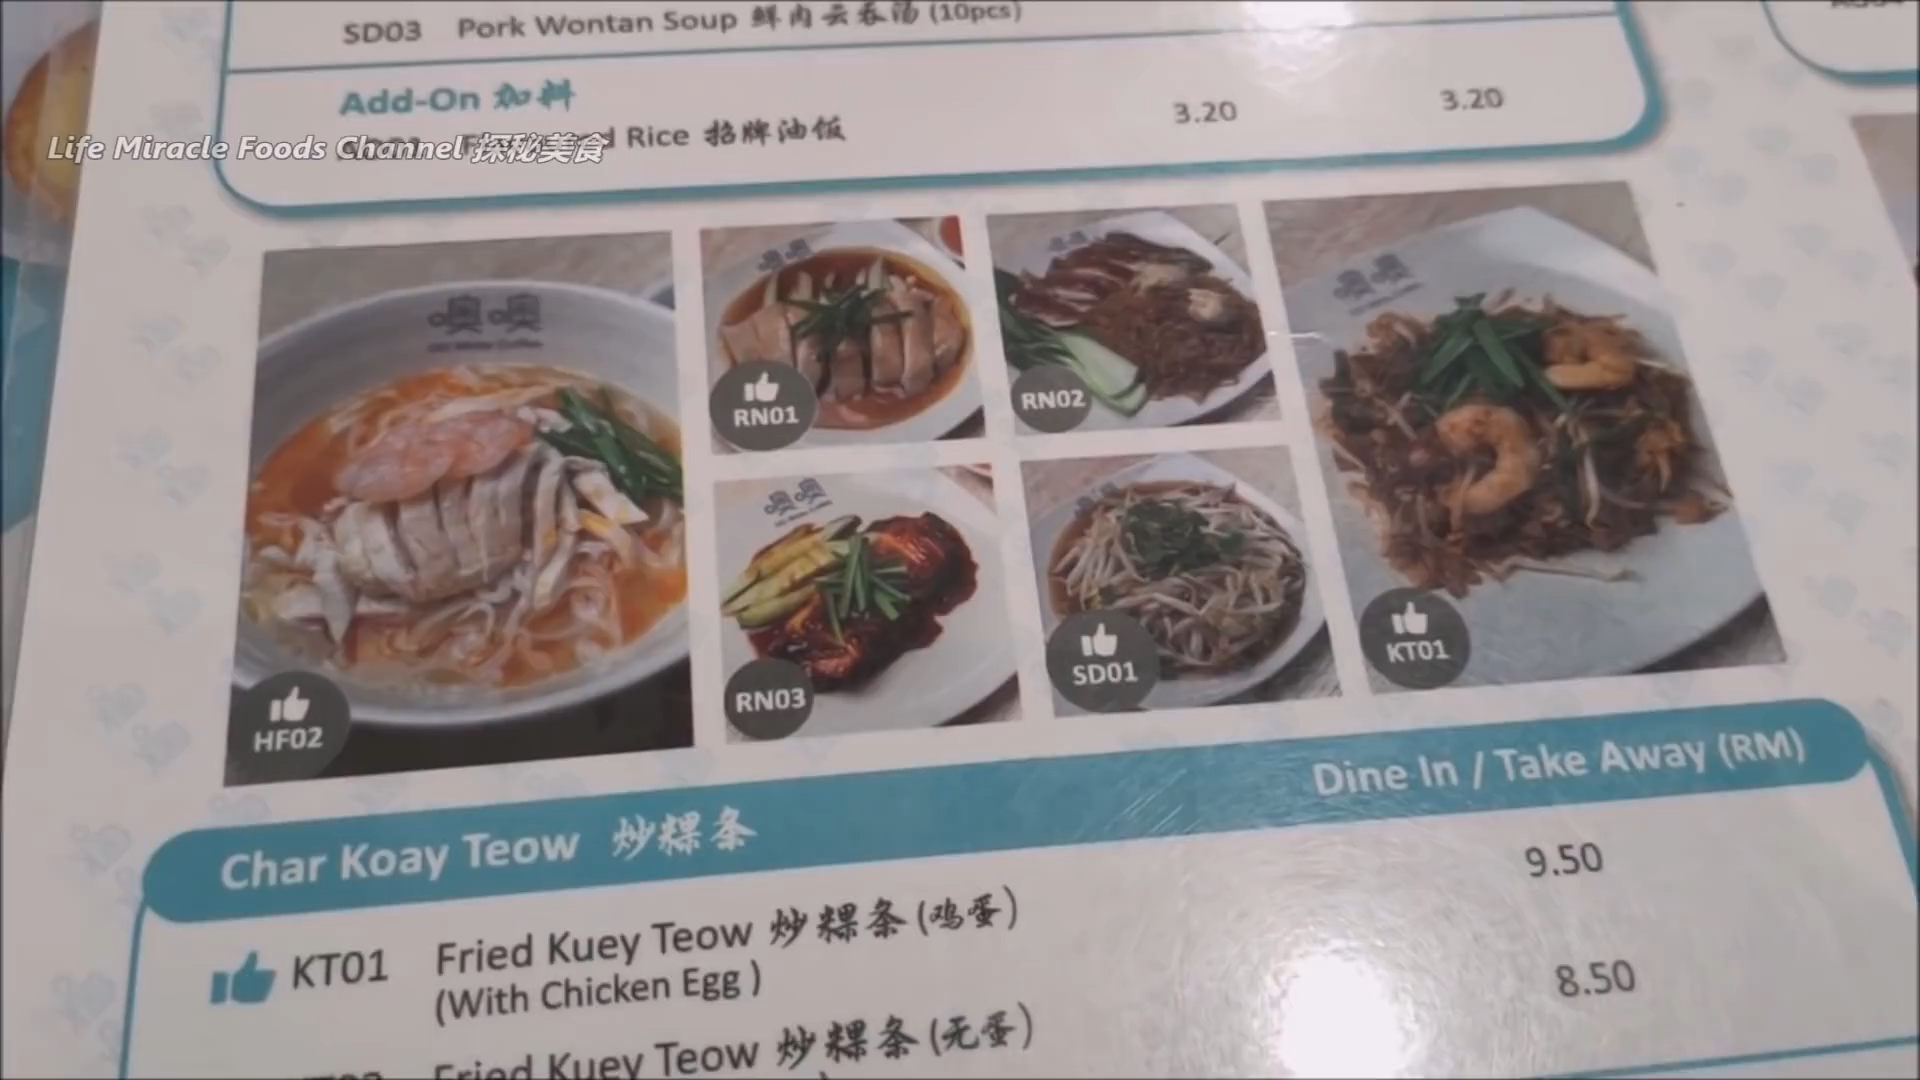 SD03 Pork Wontan Soup 鲜肉云吞汤 (10pcs)
Add-On 加料
Rice 招牌油饭 3.20 3.20
Life Miracle Foods Channel 探秘美食
RN01
RN02
RN03
SD01
KT01
HF02
Dine In / Take Away (RM)
Char Koay Teow 炒粿条
KT01 Fried Kuey Teow 炒粿条 (鸡蛋) 9.50
(With Chicken Egg )
Fried Kuey Teow 炒粿条 (无蛋) 8.50